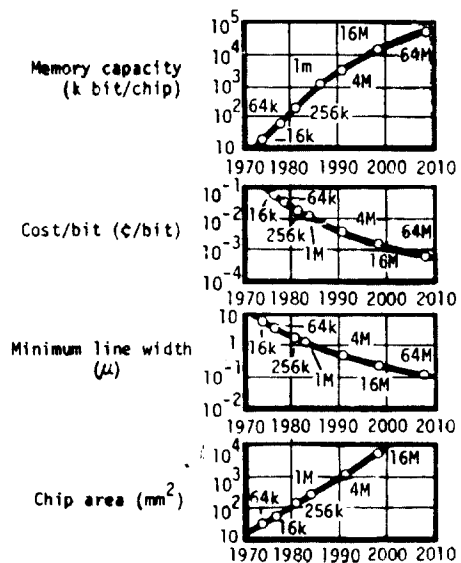 Memory capacity
(k bit/chip)
10^5
10^4
10^3
10^2
10
16M
64M
1m
4M
64k
256k
16k
1970 1980 1990 2000 2010
Cost/bit (¢/bit)
10^-1
10^-2
10^-3
10^-4
64k
16k
4M
64M
256k
1M
16M
1970 1980 1990 2000 2010
Minimum line width
(μ)
10
1
10^-1
10^-2
64k
4M
16k
64M
256k
1M
16M
1970 1980 1990 2000 2010
Chip area (mm^2)
10^4
10^3
10^2
10
16M
1M
4M
64k
256k
16k
1970 1980 1990 2000 2010